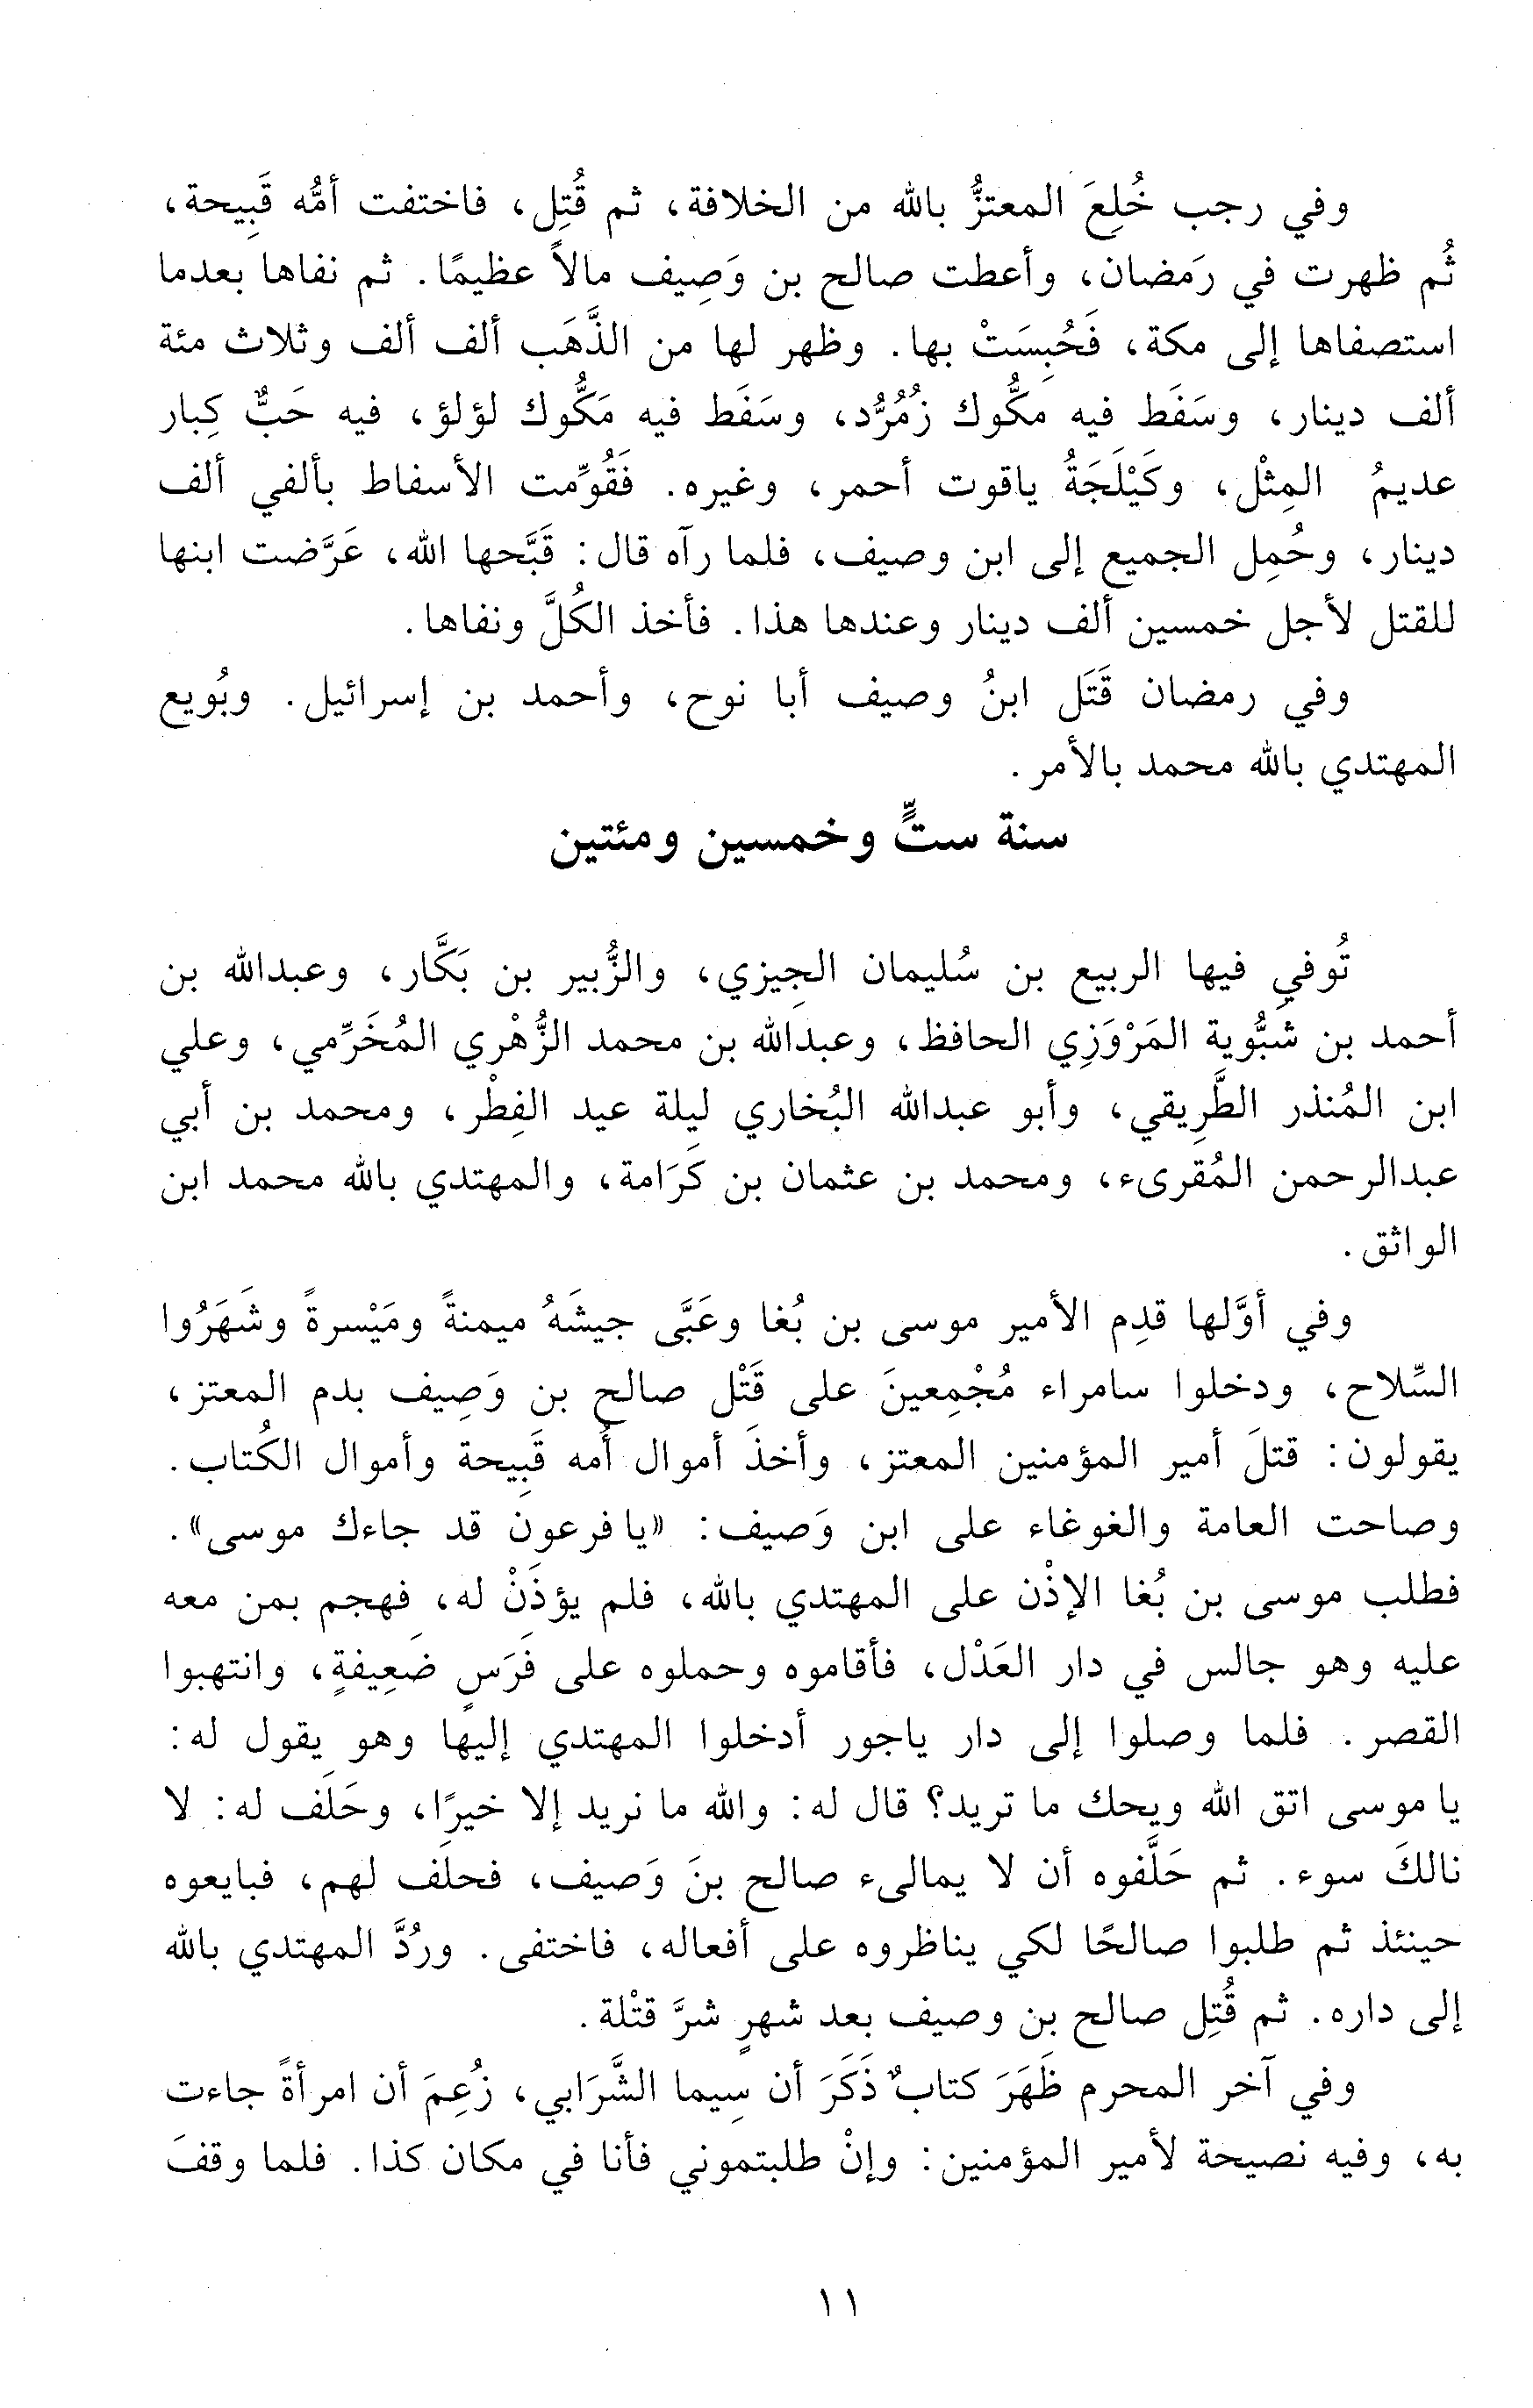 وفي رجب خُلِعَ المعتزُّ بالله من الخلافة، ثم قُتِل، فاختفت أمُّه قَبِيحة،
ثُم ظهرت في رَمضان، وأعطت صالح بن وَصِيف مالاً عظيمًا. ثم نفاها بعدما
استصفاها إلى مكة، فَحُبِسَتْ بها. وظهر لها من الذَّهَب ألف ألف وثلاث مئة
ألف دينار، وسَفَط فيه مكُّوك زُمُرُّد، وسَفَط فيه مَكُّوك لؤلؤ، فيه حَبٌّ كِبار
عديمُ المِثْل، وكَيْلَجَةُ ياقوت أحمر، وغيره. فَقُوِّمت الأسفاط بألفي ألف
دينار، وحُمِل الجميع إلى ابن وصيف، فلما رآه قال: قَبَّحها الله، عَرَّضت ابنها
للقتل لأجل خمسين ألف دينار وعندها هذا. فأخذ الكُلَّ ونفاها.
وفي رمضان قَتَل ابنُ وصيف أبا نوح، وأحمد بن إسرائيل. وبُويع
المهتدي بالله محمد بالأمر.
سنة ستٍّ وخمسين ومئتين
تُوفي فيها الربيع بن سُليمان الجِيزي، والزُّبير بن بَكَّار، وعبدالله بن
أحمد بن شبُّوية المَرْوَزِي الحافظ، وعبدالله بن محمد الزُّهْري المُخَرِّمي، وعلي
ابن المُنذر الطَّرِيقي، وأبو عبدالله البُخاري ليلة عيد الفِطْر، ومحمد بن أبي
عبدالرحمن المُقرىء، ومحمد بن عثمان بن كَرَامة، والمهتدي بالله محمد ابن
الواثق.
وفي أوَّلها قدِم الأمير موسى بن بُغا وعَبَّى جيشَهُ ميمنةً ومَيْسرةً وشَهَرُوا
السِّلاح، ودخلوا سامراء مُجْمِعينَ على قَتْل صالح بن وَصِيف بدم المعتز،
يقولون: قتلَ أمير المؤمنين المعتز، وأخذَ أموال أُمه قَبِيحة وأموال الكُتاب.
وصاحت العامة والغوغاء على ابن وَصيف: «يا فرعون قد جاءك موسى».
فطلب موسى بن بُغا الإذْن على المهتدي بالله، فلم يؤذَنْ له، فهجم بمن معه
عليه وهو جالس في دار العَدْل، فأقاموه وحملوه على فَرَسٍ ضَعِيفةٍ، وانتهبوا
القصر. فلما وصلوا إلى دار ياجور أدخلوا المهتدي إليها وهو يقول له:
يا موسى اتق الله ويحك ما تريد؟ قال له: والله ما نريد إلا خيرًا، وحَلَف له: لا
نالكَ سوء. ثم حَلَّفوه أن لا يمالىء صالح بنَ وَصيف، فحلَف لهم، فبايعوه
حينئذ ثم طلبوا صالحًا لكي يناظروه على أفعاله، فاختفى. ورُدَّ المهتدي بالله
إلى داره. ثم قُتِل صالح بن وصيف بعد شهرٍ شرَّ قتْلة.
وفي آخر المحرم ظَهَرَ كتابٌ ذَكَرَ أن سِيما الشَّرَابي، زُعِمَ أن امرأةً جاءت
به، وفيه نصيحة لأمير المؤمنين: وإنْ طلبتموني فأنا في مكان كذا. فلما وقفَ
١١